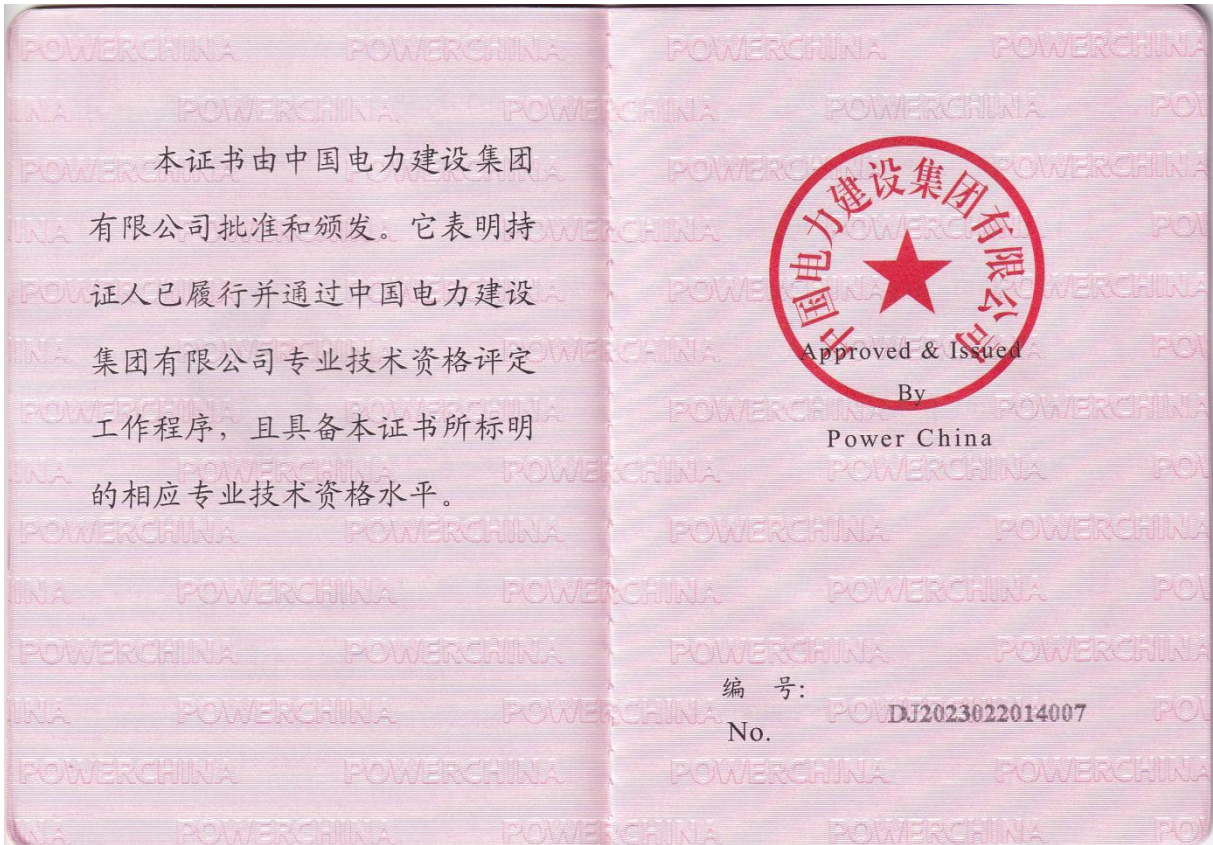 本证书由中国电力建设集团
有限公司批准和颁发。它表明持
证人已履行并通过中国电力建设
集团有限公司专业技术资格评定
工作程序，且具备本证书所标明
的相应专业技术资格水平。
中国电力建设集团有限公司
Approved & Issued
By
Power China
编 号:
No.
DJ2023022014007
POWERCHINA